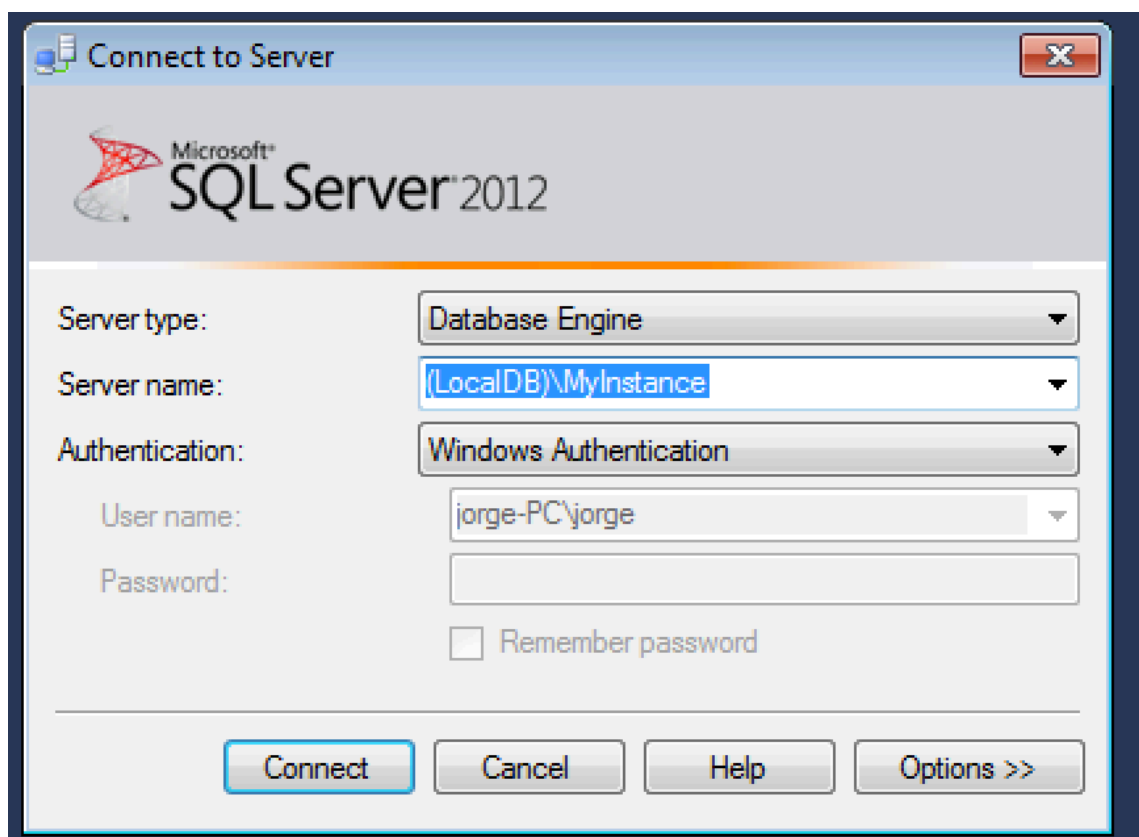 Connect to Server
Microsoft®
SQL Server® 2012
Server type: Database Engine
Server name: (LocalDB)\MyInstance
Authentication: Windows Authentication
User name: jorge-PC\jorge
Password:
Remember password
Connect Cancel Help Options >>